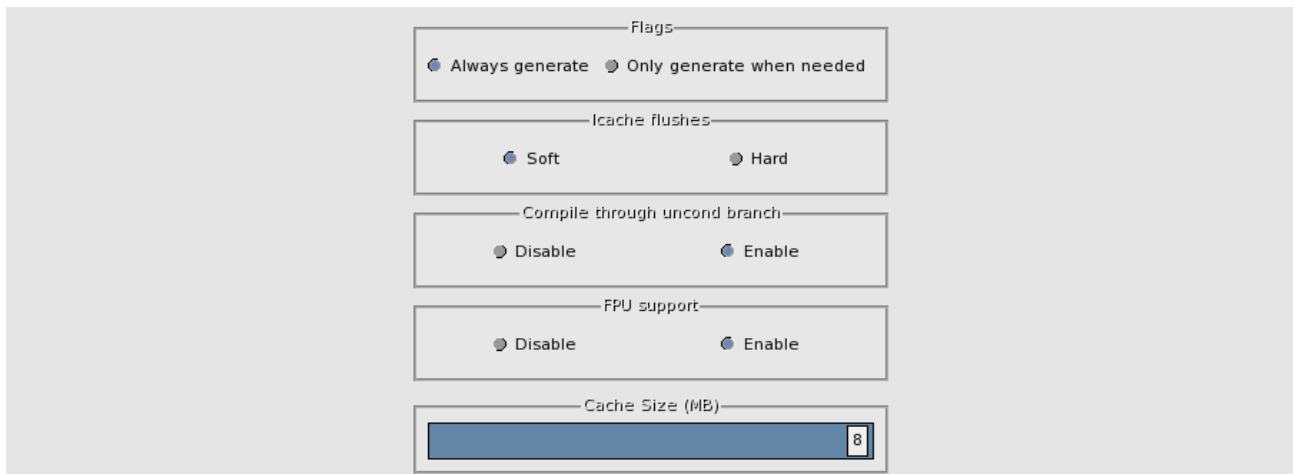 Flags
Always generate Only generate when needed
Icache flushes
Soft Hard
Compile through uncond branch
Disable Enable
FPU support
Disable Enable
Cache Size (MB)
8